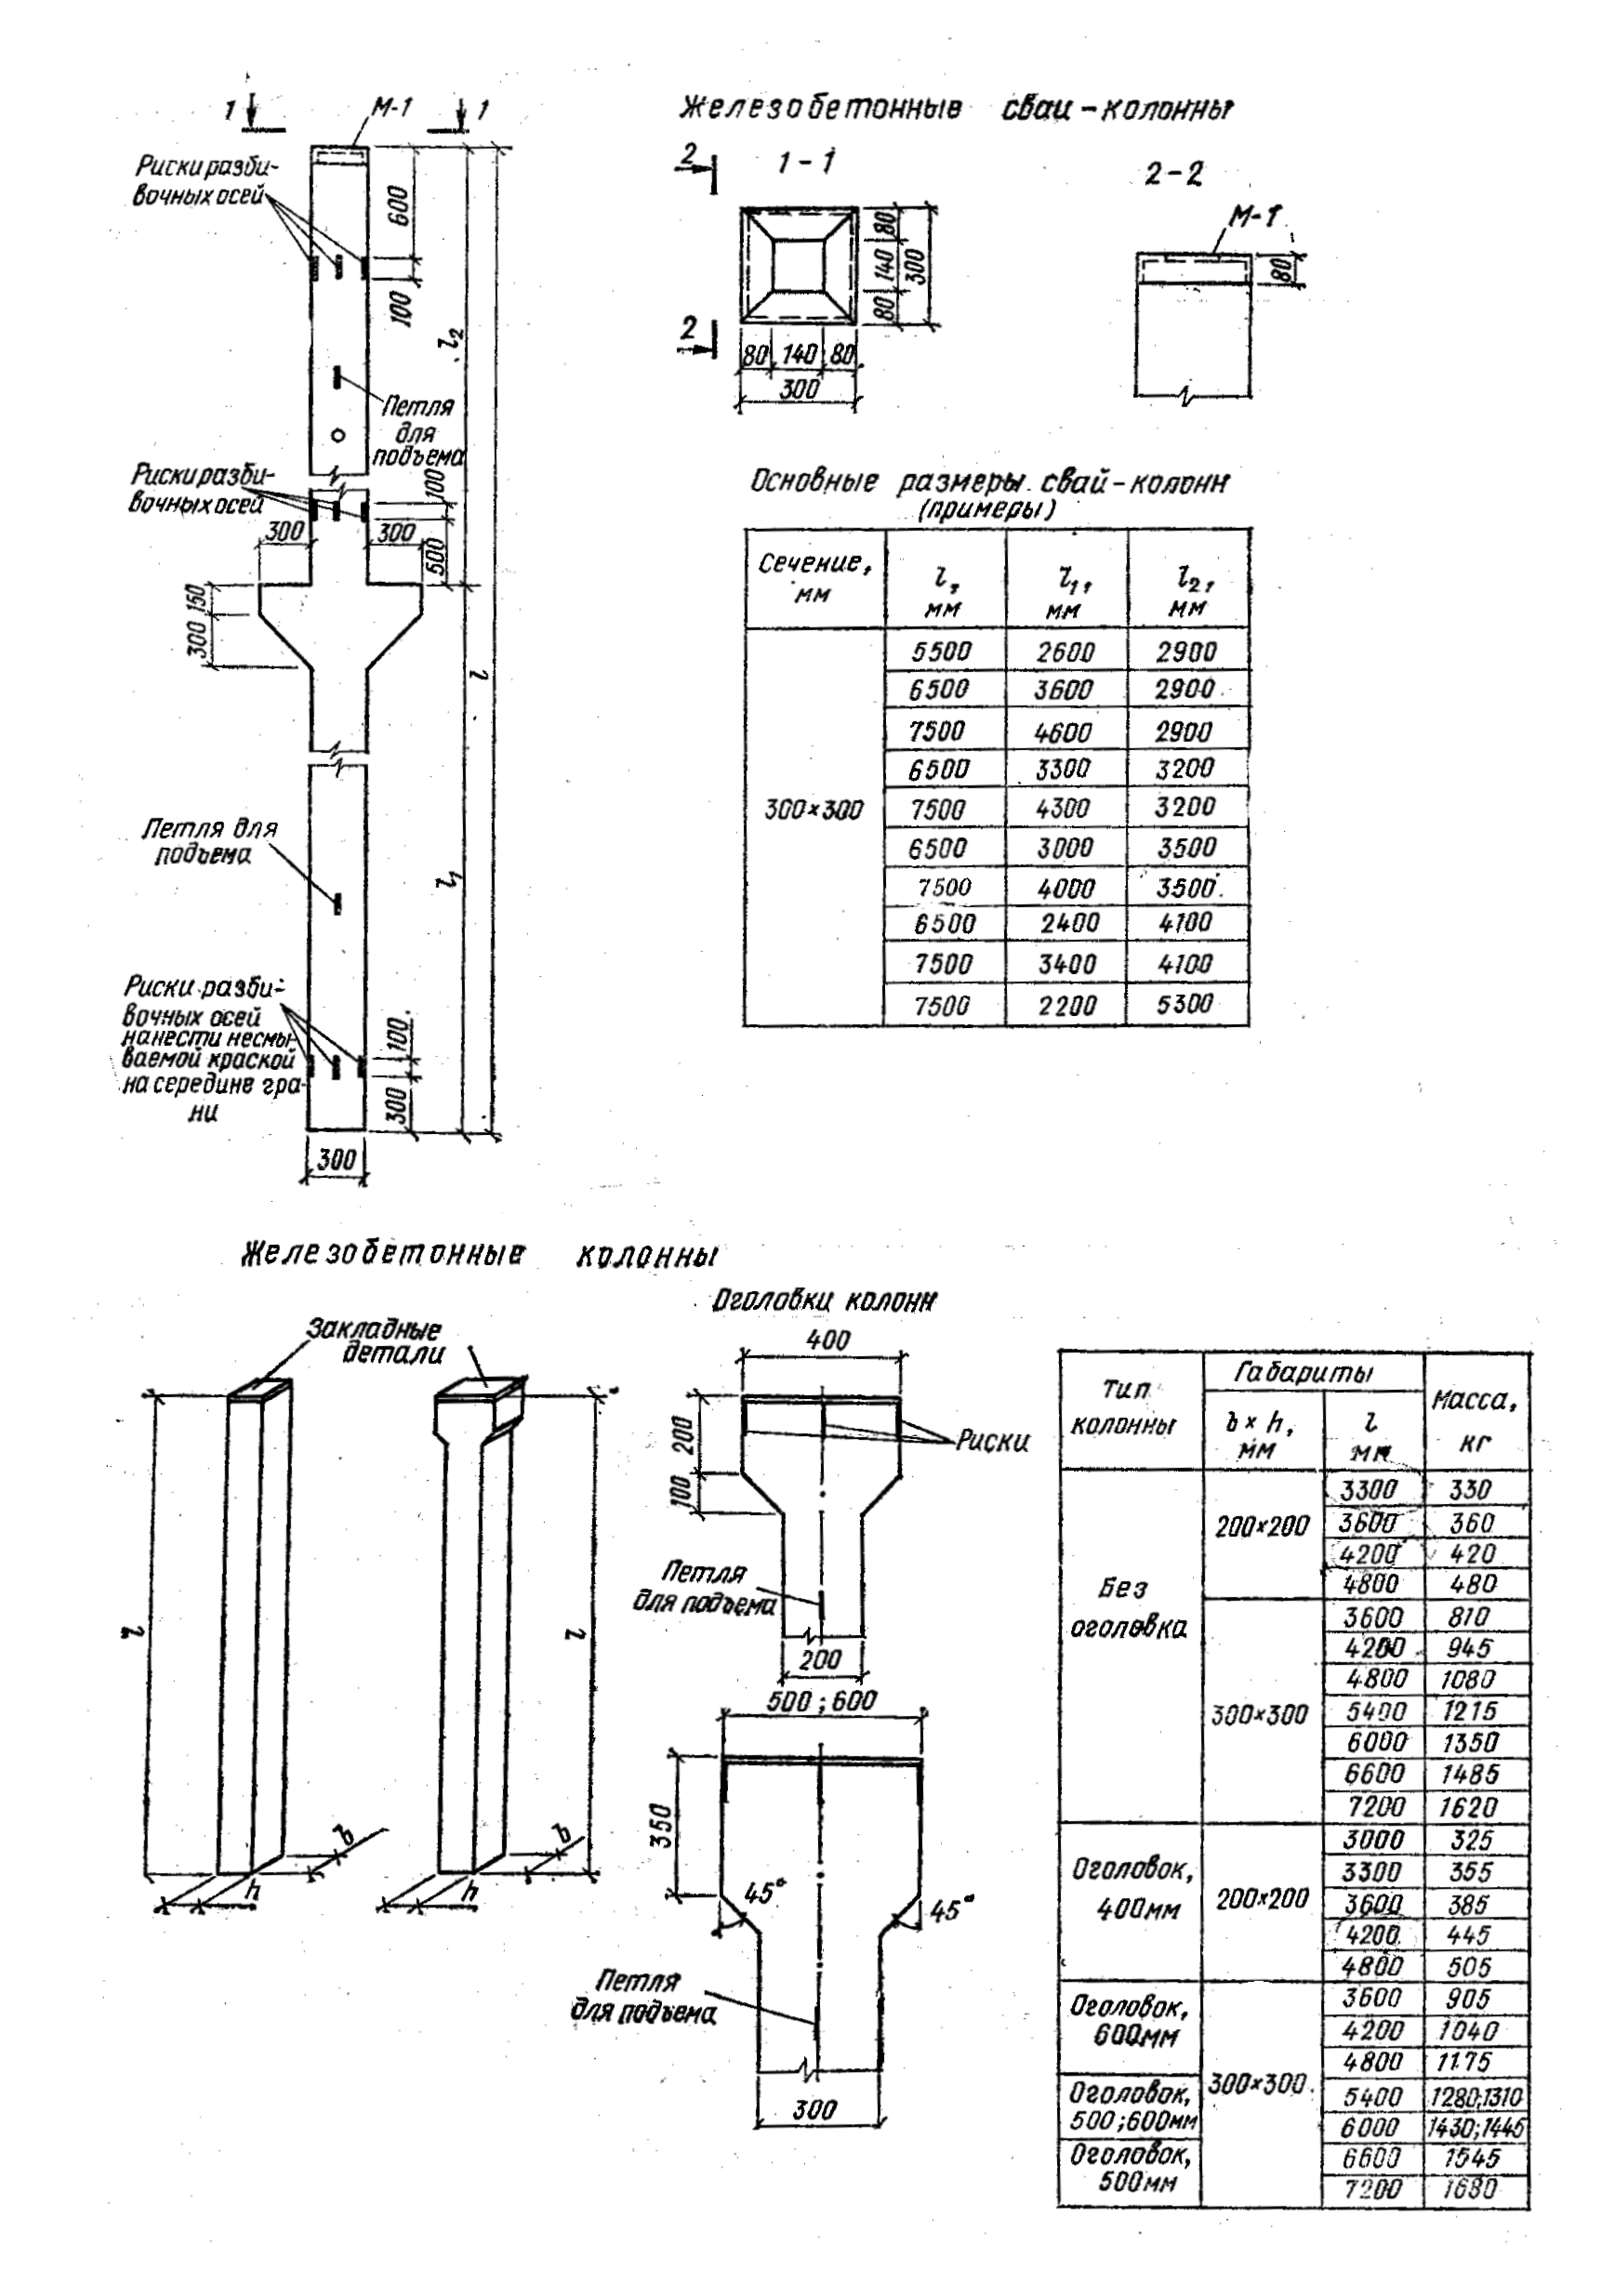 Железобетонные сваи-колонны
1
М-1
1
Риски разби-
вочных осей
600
100
l2
Петля
для
подъема
Риски разби-
вочных осей
100
300
300
500
150
300
l
Петля для
подъема
l1
Риски разби-
вочных осей
нанести несмы-
ваемой краской
на середине гра-
ни
100
300
300
2
1-1
80
140
300
80
2
80 140 80
300
2-2
М-1
80
Основные размеры свай-колонн
(примеры)
Сечение, мм l, мм l1, мм l2, мм
5500 2600 2900
6500 3600 2900
7500 4600 2900
6500 3300 3200
300×300 7500 4300 3200
6500 3000 3500
7500 4000 3500
6500 2400 4100
7500 3400 4100
7500 2200 5300
Железобетонные колонны
Закладные
детали
l
b
h
l
b
h
Оголовки колонн
400
200
100
Риски
Петля
для подъема
200
500; 600
350
45°
45°
Петля
для подъема
300
Тип колонны Габариты Масса, кг
b×h, мм l мм
Без оголовка 200×200 3300 330
3600 360
4200 420
4800 480
300×300 3600 810
4200 945
4800 1080
5400 1215
6000 1350
6600 1485
7200 1620
Оголовок, 400мм 200×200 3000 325
3300 355
3600 385
4200 445
4800 505
Оголовок, 600мм 300×300 3600 905
4200 1040
4800 1175
Оголовок, 500; 600мм 5400 1280; 1310
6000 1430; 1445
Оголовок, 500мм 6600 1545
7200 1680